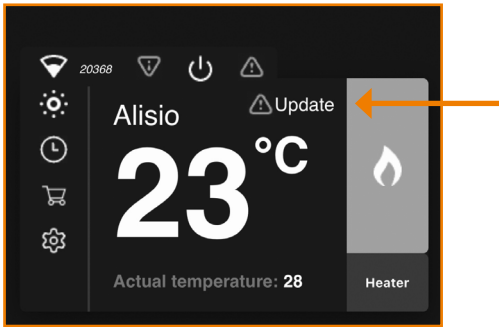 20368
Alisio
Update
23°C
Actual temperature: 28
Heater